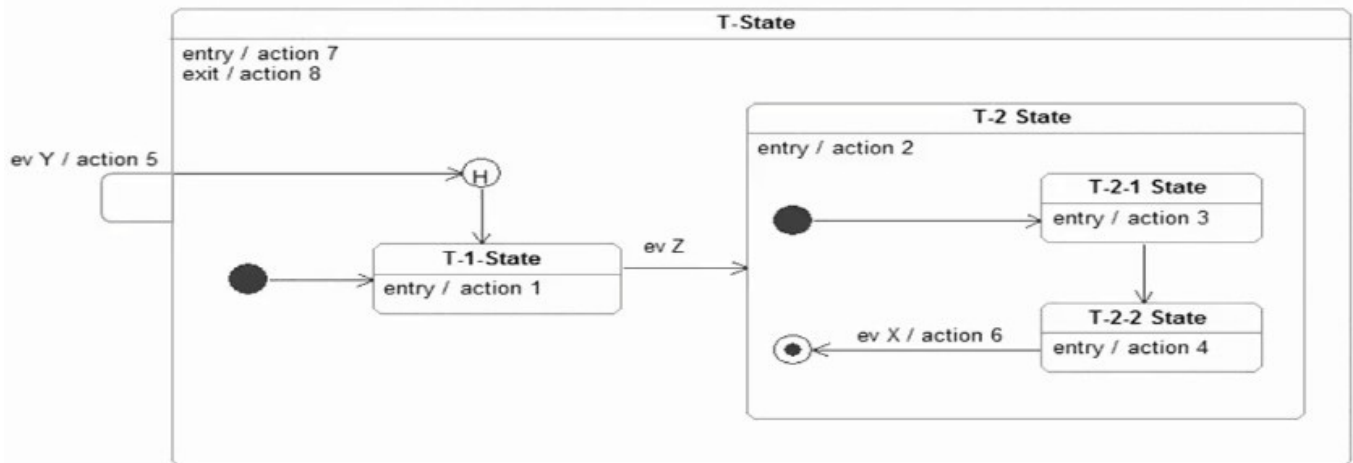 T-State
entry / action 7
exit / action 8
T-2 State
entry / action 2
ev Y / action 5
H
T-2-1 State
entry / action 3
T-1-State
entry / action 1
ev Z
T-2-2 State
entry / action 4
ev X / action 6